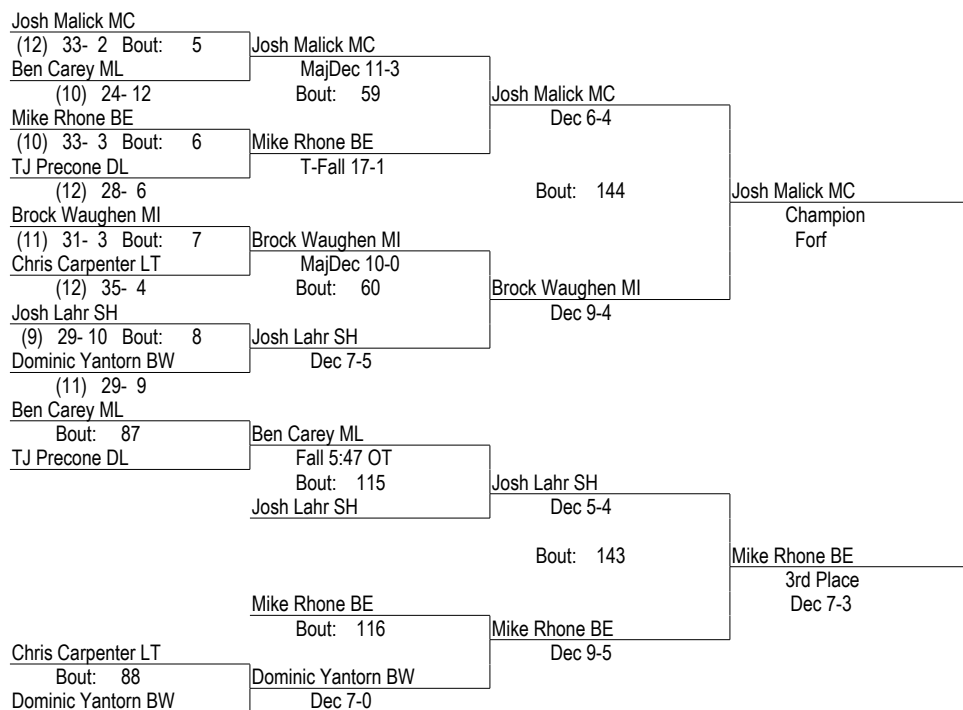 Josh Malick MC
(12) 33- 2 Bout: 5 Josh Malick MC
Ben Carey ML MajDec 11-3
(10) 24- 12 Bout: 59 Josh Malick MC
Mike Rhone BE Dec 6-4
(10) 33- 3 Bout: 6 Mike Rhone BE
TJ Precone DL T-Fall 17-1
(12) 28- 6 Bout: 144 Josh Malick MC
Brock Waughen MI Champion
(11) 31- 3 Bout: 7 Brock Waughen MI Forf
Chris Carpenter LT MajDec 10-0
(12) 35- 4 Bout: 60 Brock Waughen MI
Josh Lahr SH Dec 9-4
(9) 29- 10 Bout: 8 Josh Lahr SH
Dominic Yantorn BW Dec 7-5
(11) 29- 9
Ben Carey ML
Bout: 87 Ben Carey ML
TJ Precone DL Fall 5:47 OT
Bout: 115 Josh Lahr SH
Josh Lahr SH Dec 5-4
Bout: 143 Mike Rhone BE
3rd Place
Mike Rhone BE Dec 7-3
Bout: 116 Mike Rhone BE
Chris Carpenter LT Dec 9-5
Bout: 88 Dominic Yantorn BW
Dominic Yantorn BW Dec 7-0